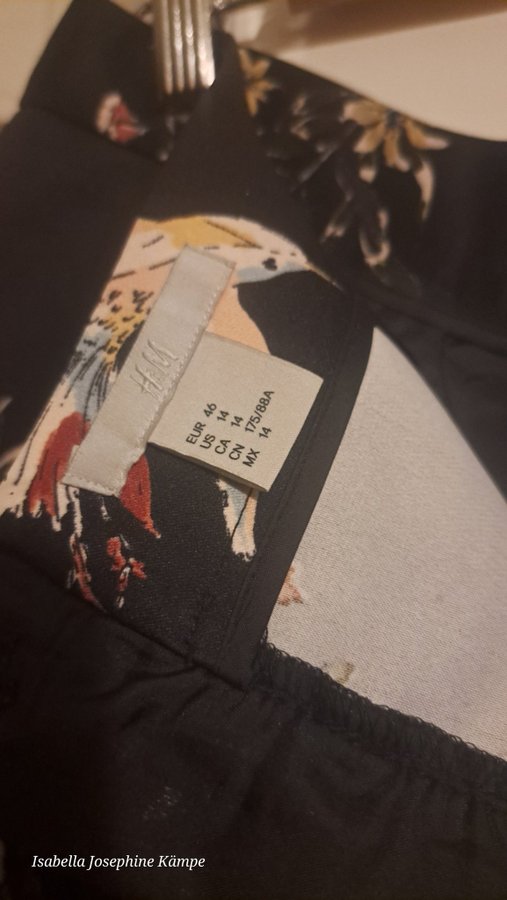 H&M
EUR 46
US 14
CA 14
CN 175/88A
MX 14
Isabella Josephine Kämpe